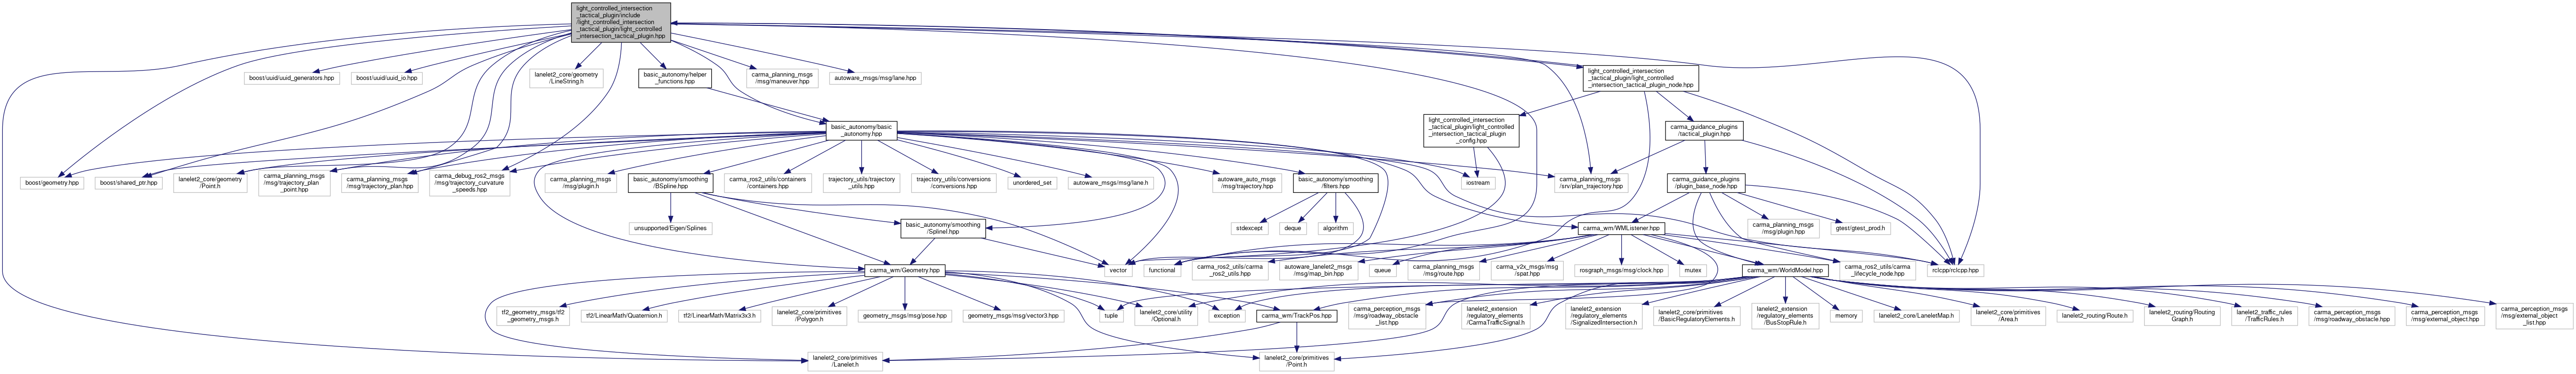 light_controlled_intersection
_tactical_plugin/include
/light_controlled_intersection
_tactical_plugin/light_controlled
_intersection_tactical_plugin.hpp
boost/uuid/uuid_generators.hpp
boost/uuid/uuid_io.hpp
lanelet2_core/geometry
/LineString.h
basic_autonomy/helper
_functions.hpp
carma_planning_msgs
/msg/maneuver.hpp
autoware_msgs/msg/lane.hpp
light_controlled_intersection
_tactical_plugin/light_controlled
_intersection_tactical_plugin_node.hpp
basic_autonomy/basic
_autonomy.hpp
light_controlled_intersection
_tactical_plugin/light_controlled
_intersection_tactical_plugin
_config.hpp
carma_guidance_plugins
/tactical_plugin.hpp
boost/geometry.hpp
boost/shared_ptr.hpp
lanelet2_core/geometry
/Point.h
carma_planning_msgs
/msg/trajectory_plan
_point.hpp
carma_planning_msgs
/msg/trajectory_plan.hpp
carma_debug_ros2_msgs
/msg/trajectory_curvature
_speeds.hpp
carma_planning_msgs
/msg/plugin.h
basic_autonomy/smoothing
/BSpline.hpp
carma_ros2_utils/containers
/containers.hpp
trajectory_utils/trajectory
_utils.hpp
trajectory_utils/conversions
/conversions.hpp
unordered_set
autoware_msgs/msg/lane.h
autoware_auto_msgs
/msg/trajectory.hpp
basic_autonomy/smoothing
/filters.hpp
iostream
carma_planning_msgs
/srv/plan_trajectory.hpp
carma_guidance_plugins
/plugin_base_node.hpp
unsupported/Eigen/Splines
basic_autonomy/smoothing
/SplineI.hpp
stdexcept
deque
algorithm
carma_wm/WMListener.hpp
carma_planning_msgs
/msg/plugin.hpp
gtest/gtest_prod.h
carma_wm/Geometry.hpp
vector
functional
carma_ros2_utils/carma
_ros2_utils.hpp
autoware_lanelet2_msgs
/msg/map_bin.hpp
queue
carma_planning_msgs
/msg/route.hpp
carma_v2x_msgs/msg
/spat.hpp
rosgraph_msgs/msg/clock.hpp
mutex
carma_wm/WorldModel.hpp
carma_ros2_utils/carma
_lifecycle_node.hpp
rclcpp/rclcpp.hpp
tf2_geometry_msgs/tf2
_geometry_msgs.h
tf2/LinearMath/Quaternion.h
tf2/LinearMath/Matrix3x3.h
lanelet2_core/primitives
/Polygon.h
geometry_msgs/msg/pose.hpp
geometry_msgs/msg/vector3.hpp
tuple
lanelet2_core/utility
/Optional.h
exception
carma_wm/TrackPos.hpp
carma_perception_msgs
/msg/roadway_obstacle
_list.hpp
lanelet2_extension
/regulatory_elements
/CarmaTrafficSignal.h
lanelet2_extension
/regulatory_elements
/SignalizedIntersection.h
lanelet2_core/primitives
/BasicRegulatoryElements.h
lanelet2_extension
/regulatory_elements
/BusStopRule.h
memory
lanelet2_core/LaneletMap.h
lanelet2_core/primitives
/Area.h
lanelet2_routing/Route.h
lanelet2_routing/Routing
Graph.h
lanelet2_traffic_rules
/TrafficRules.h
carma_perception_msgs
/msg/roadway_obstacle.hpp
carma_perception_msgs
/msg/external_object.hpp
carma_perception_msgs
/msg/external_object
_list.hpp
lanelet2_core/primitives
/Lanelet.h
lanelet2_core/primitives
/Point.h